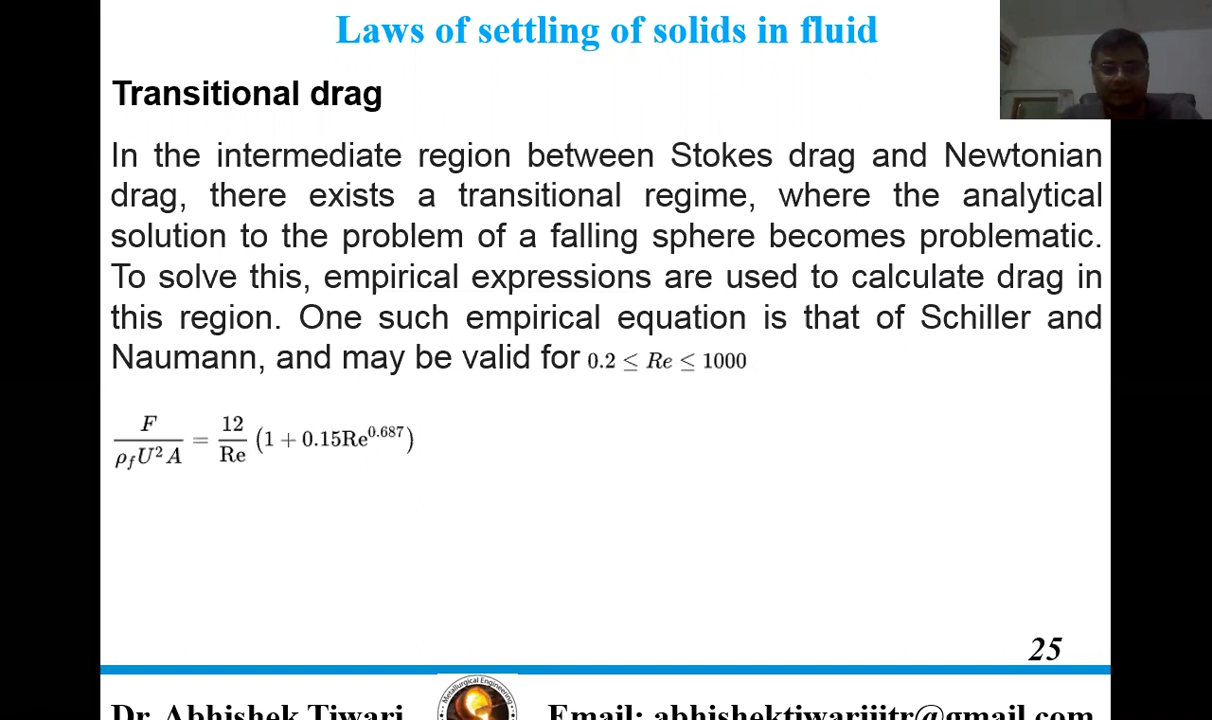 Laws of settling of solids in fluid
Transitional drag
In the intermediate region between Stokes drag and Newtonian
drag, there exists a transitional regime, where the analytical
solution to the problem of a falling sphere becomes problematic.
To solve this, empirical expressions are used to calculate drag in
this region. One such empirical equation is that of Schiller and
Naumann, and may be valid for 0.2 ≤ Re ≤ 1000
F / (ρ_f U² A) = 12 / Re (1 + 0.15Re^0.687)
25
Metallurgical Engineering
Dr. Abhishek Tiwari Email: abhishektiwariiitr@gmail.com